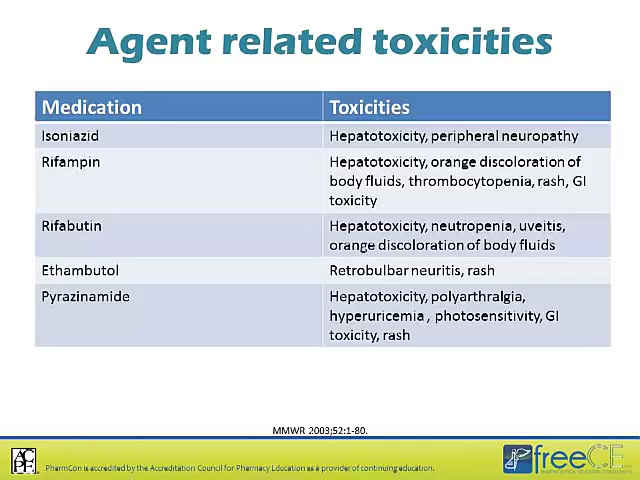 Agent related toxicities
Medication Toxicities
Isoniazid Hepatotoxicity, peripheral neuropathy
Rifampin Hepatotoxicity, orange discoloration of
body fluids, thrombocytopenia, rash, GI
toxicity
Rifabutin Hepatotoxicity, neutropenia, uveitis,
orange discoloration of body fluids
Ethambutol Retrobulbar neuritis, rash
Pyrazinamide Hepatotoxicity, polyarthralgia,
hyperuricemia , photosensitivity, GI
toxicity, rash
MMWR 2003;52:1-80.
PharmCon is accredited by the Accreditation Council for Pharmacy Education as a provider of continuing education.
freeCE